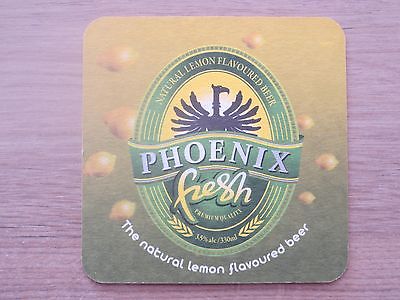 NATURAL LEMON FLAVOURED BEER
PHOENIX
fresh
PREMIUM QUALITY
3.5% alc/330ml
The natural lemon flavoured beer